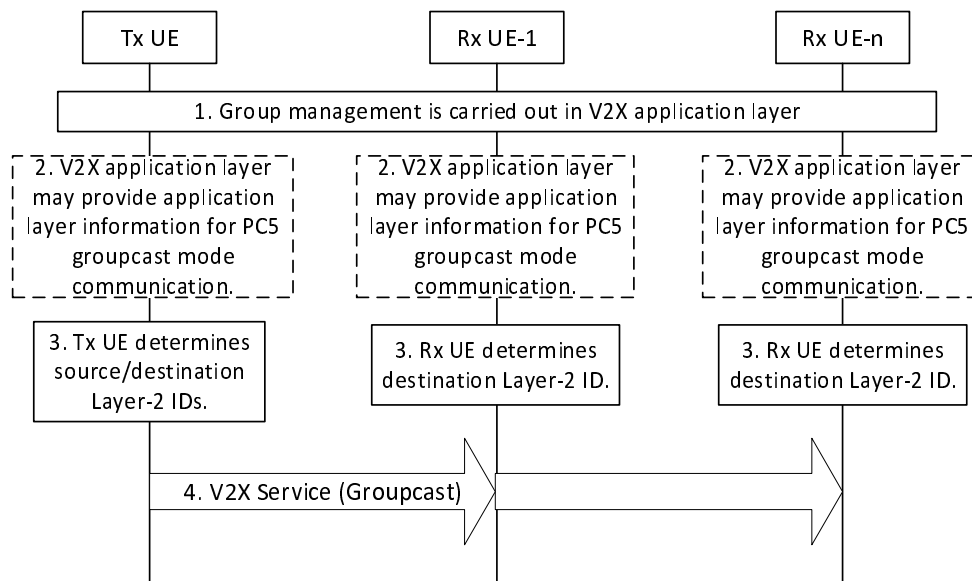 Tx UE
Rx UE-1
Rx UE-n
1. Group management is carried out in V2X application layer
2. V2X application layer
may provide application
layer information for PC5
groupcast mode
communication.
2. V2X application layer
may provide application
layer information for PC5
groupcast mode
communication.
2. V2X application layer
may provide application
layer information for PC5
groupcast mode
communication.
3. Tx UE determines
source/destination
Layer-2 IDs.
3. Rx UE determines
destination Layer-2 ID.
3. Rx UE determines
destination Layer-2 ID.
4. V2X Service (Groupcast)